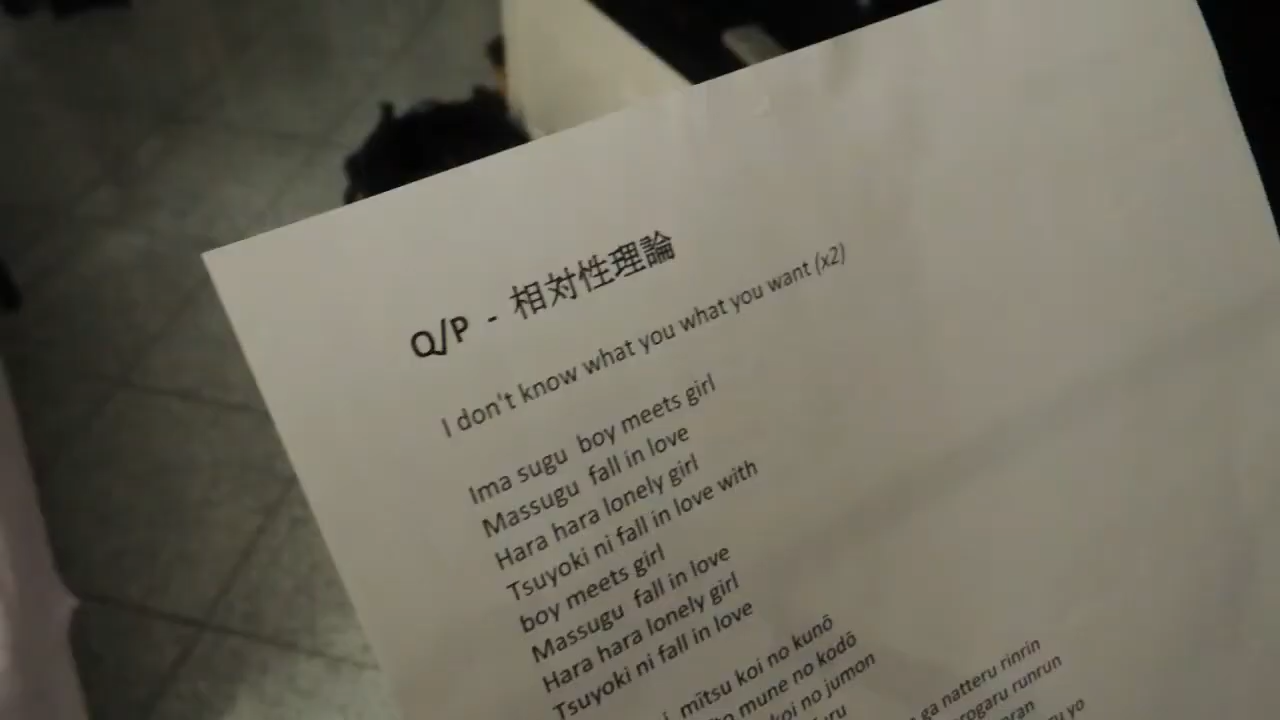 Q/P - 相対性理論
I don't know what you what you want (x2)
Ima sugu boy meets girl
Massugu fall in love
Hara hara lonely girl
Tsuyoki ni fall in love with
boy meets girl
Massugu fall in love
Hara hara lonely girl
Tsuyoki ni fall in love
mitsu koi no kunō
mune no kodō
koi no jumon
ga natteru rinrin
runrun
yo